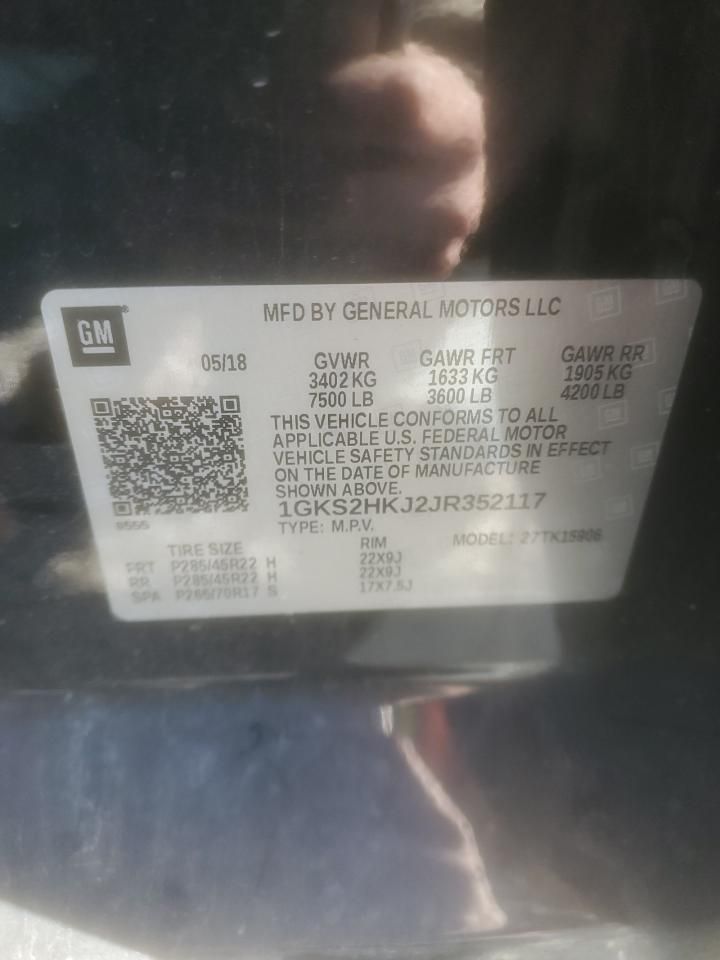 GM®
MFD BY GENERAL MOTORS LLC
05/18
GVWR
3402 KG
7500 LB
GAWR FRT
1633 KG
3600 LB
GAWR RR
1905 KG
4200 LB
THIS VEHICLE CONFORMS TO ALL
APPLICABLE U.S. FEDERAL MOTOR
VEHICLE SAFETY STANDARDS IN EFFECT
ON THE DATE OF MANUFACTURE
SHOWN ABOVE.
1GKS2HKJ2JR352117
TYPE: M.P.V.
MODEL: 27TK15906
TIRE SIZE RIM
FRT P285/45R22 H 22X9J
RR P285/45R22 H 22X9J
SPA P265/70R17 S 17X7.5J